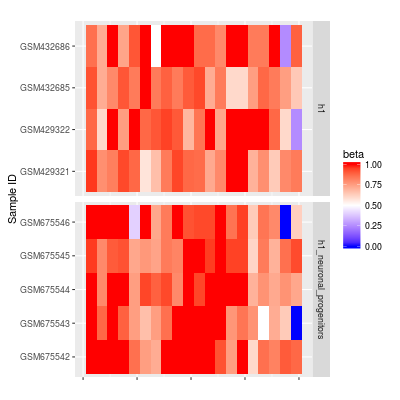 Sample ID
GSM432686
GSM432685
GSM429322
GSM429321
h1
GSM675546
GSM675545
GSM675544
GSM675543
GSM675542
h1_neuronal_progenitors
beta
1.00
0.75
0.50
0.25
0.00